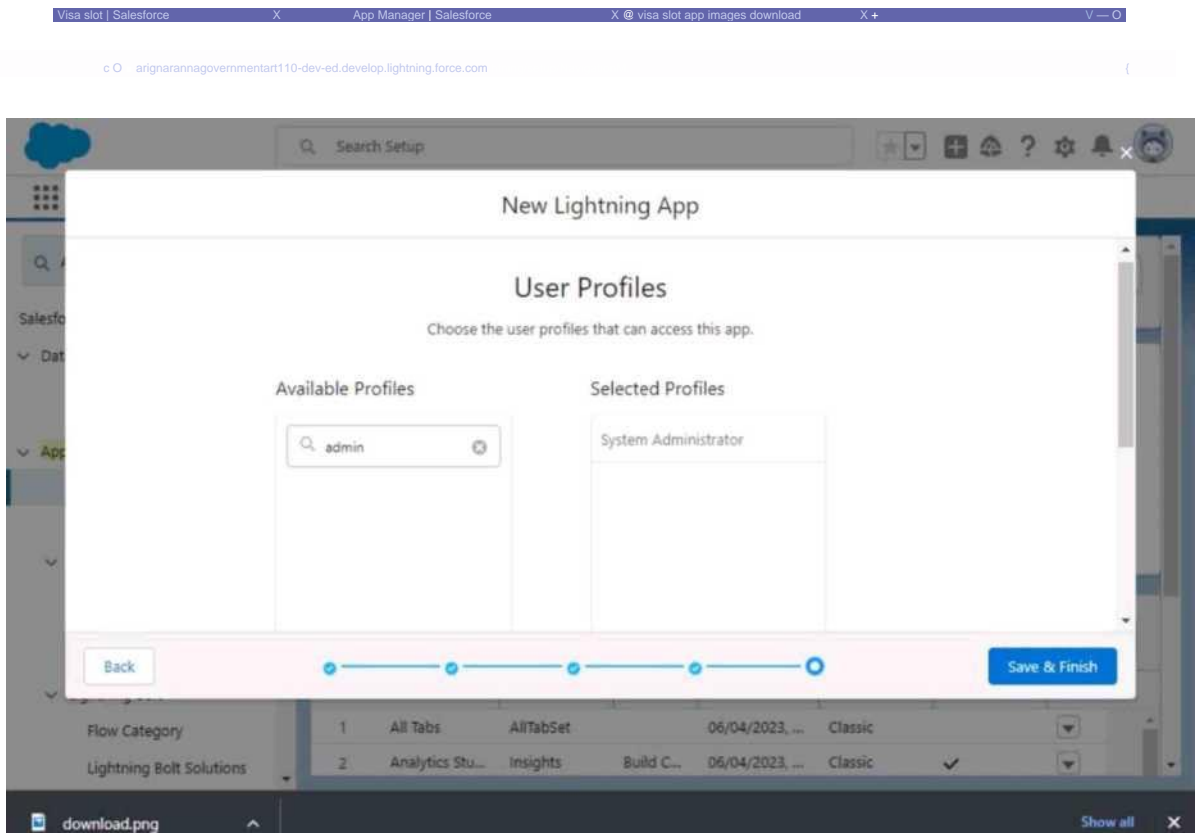 Visa slot | Salesforce X App Manager | Salesforce X @ visa slot app images download X + V — O
c O arignarannagovernmentart110-dev-ed.develop.lightning.force.com (
Search Setup
New Lightning App
User Profiles
Choose the user profiles that can access this app.
Salesfo
Dat
Available Profiles Selected Profiles
admin System Administrator
App
Back Save & Finish
Flow Category 1 All Tabs AllTabSet 06/04/2023, ... Classic
Lightning Bolt Solutions 2 Analytics Stu... Insights Build C... 06/04/2023, ... Classic
download.png Show all X